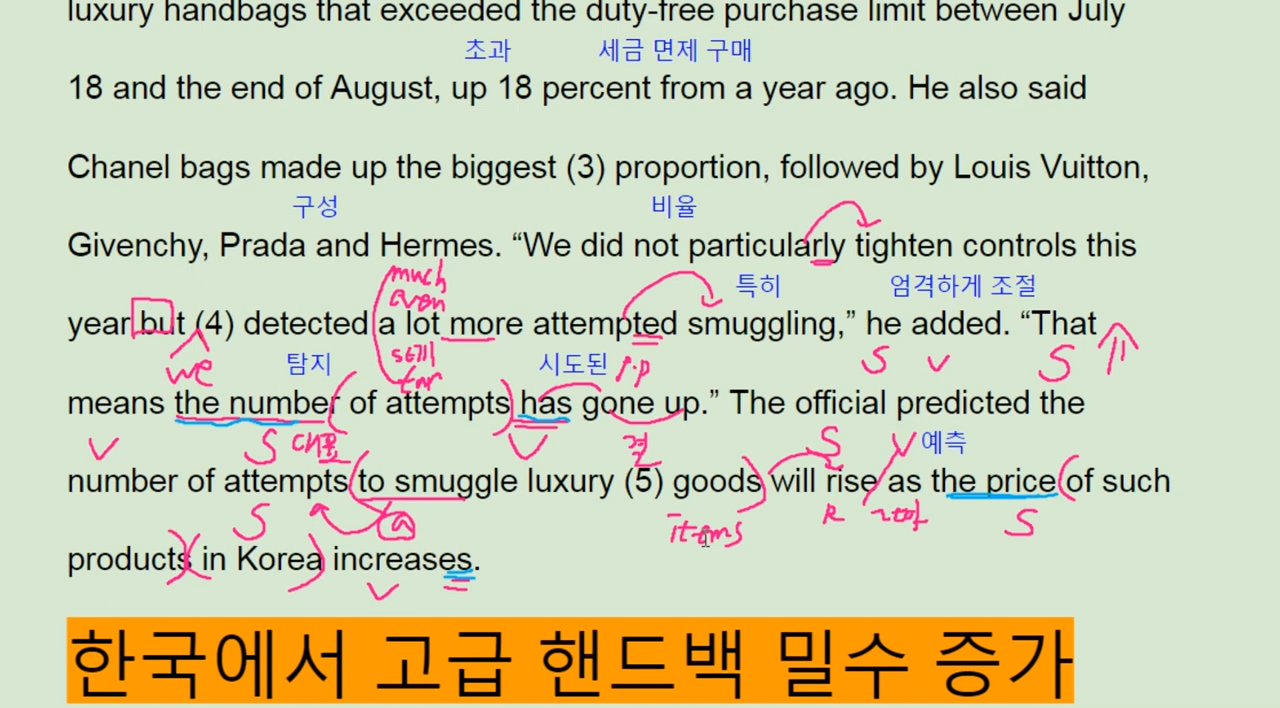 luxury handbags that exceeded the duty-free purchase limit between July
초과 세금 면제 구매
18 and the end of August, up 18 percent from a year ago. He also said
Chanel bags made up the biggest (3) proportion, followed by Louis Vuitton,
구성 비율
Givenchy, Prada and Hermes. “We did not particularly tighten controls this
much
even
특히 엄격하게 조절
year but (4) detected a lot more attempted smuggling,” he added. “That
still
far
we 탐지 시도된 p.p S V S
means the number of attempts has gone up.” The official predicted the
V S V S V 예측
number of attempts to smuggle luxury (5) goods will rise as the price of such
S items R S
products in Korea increases.
V
한국에서 고급 핸드백 밀수 증가